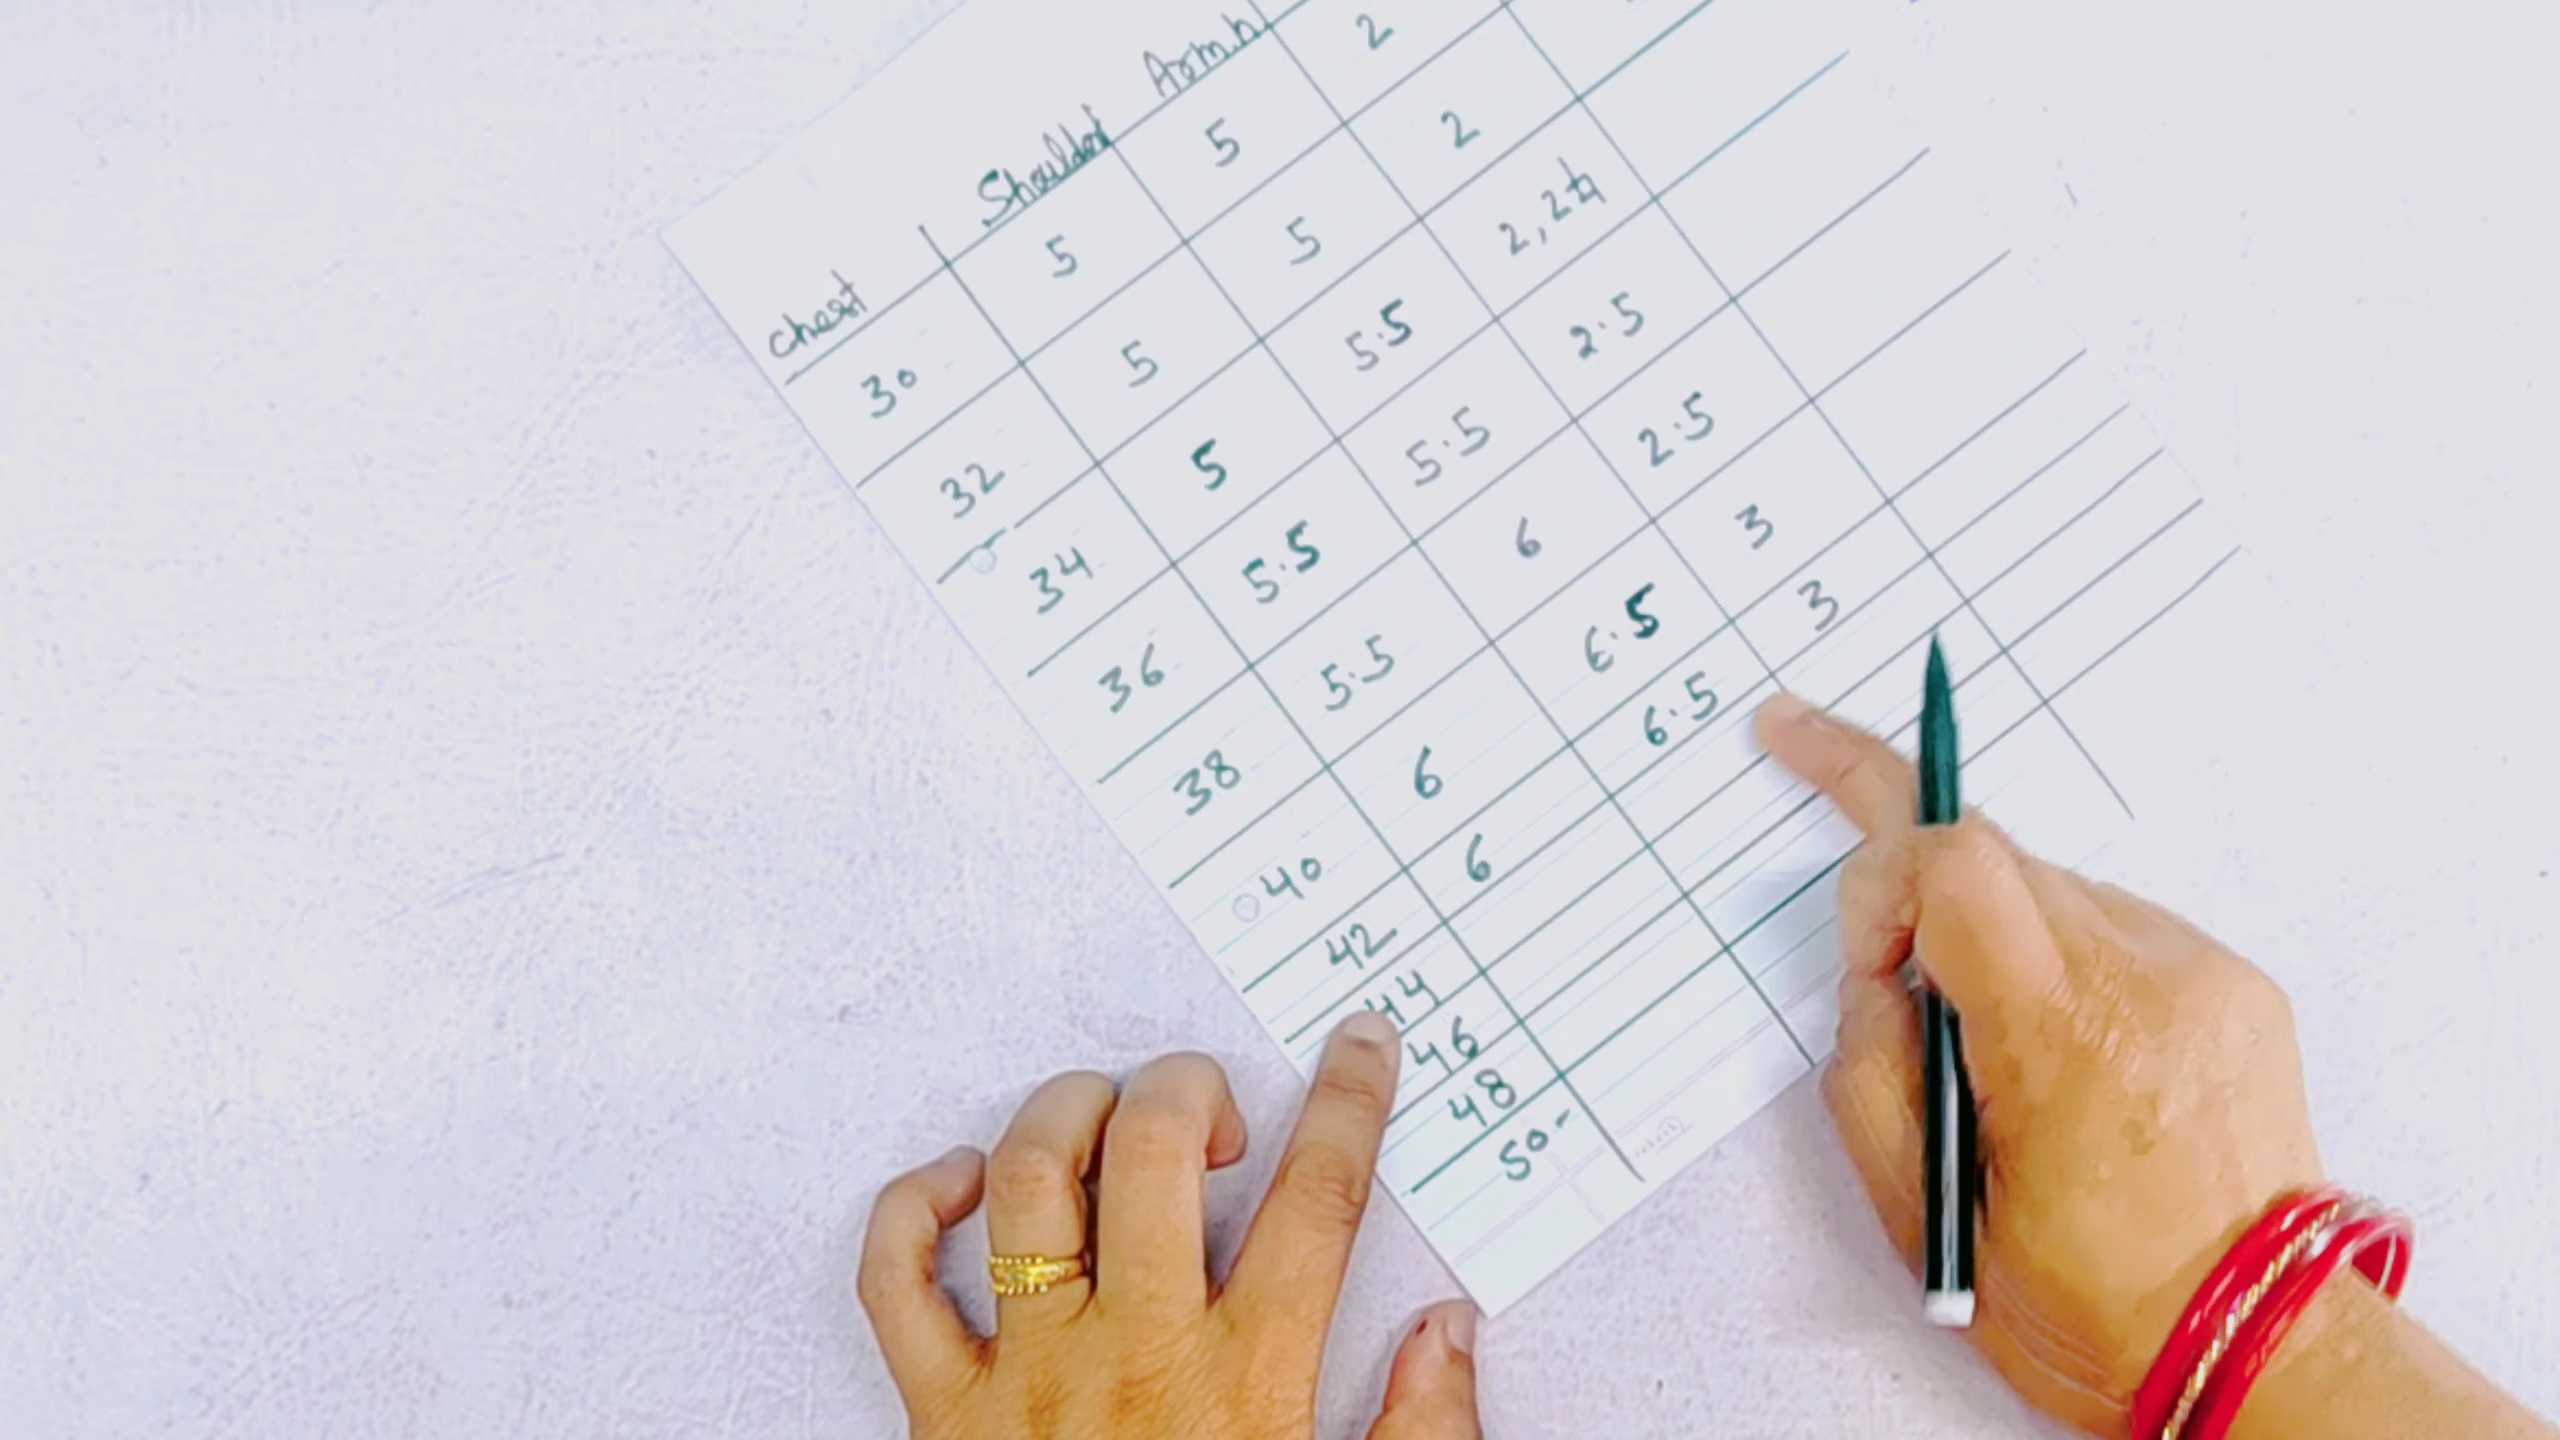 chest Shoulder Arm.h
30 5 5 2
32 5 5 2
34 5 5.5 2, 2¼
36 5.5 5.5 2.5
38 5.5 6 2.5
40 6 6.5 3
42 6 6.5 3
44
46
48
50-